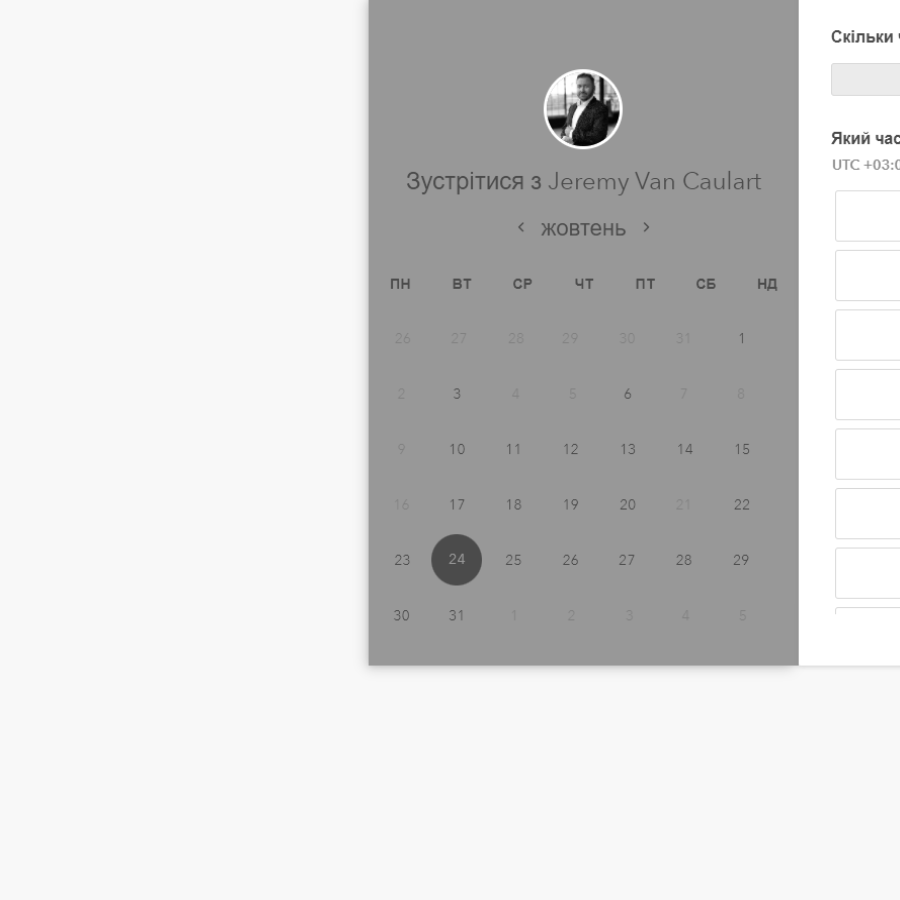 Зустрітися з Jeremy Van Caulart
жовтень
ПН ВТ СР ЧТ ПТ СБ НД
26 27 28 29 30 31 1
2 3 4 5 6 7 8
9 10 11 12 13 14 15
16 17 18 19 20 21 22
23 24 25 26 27 28 29
30 31 1 2 3 4 5
Скільки
Який час
UTC +03: